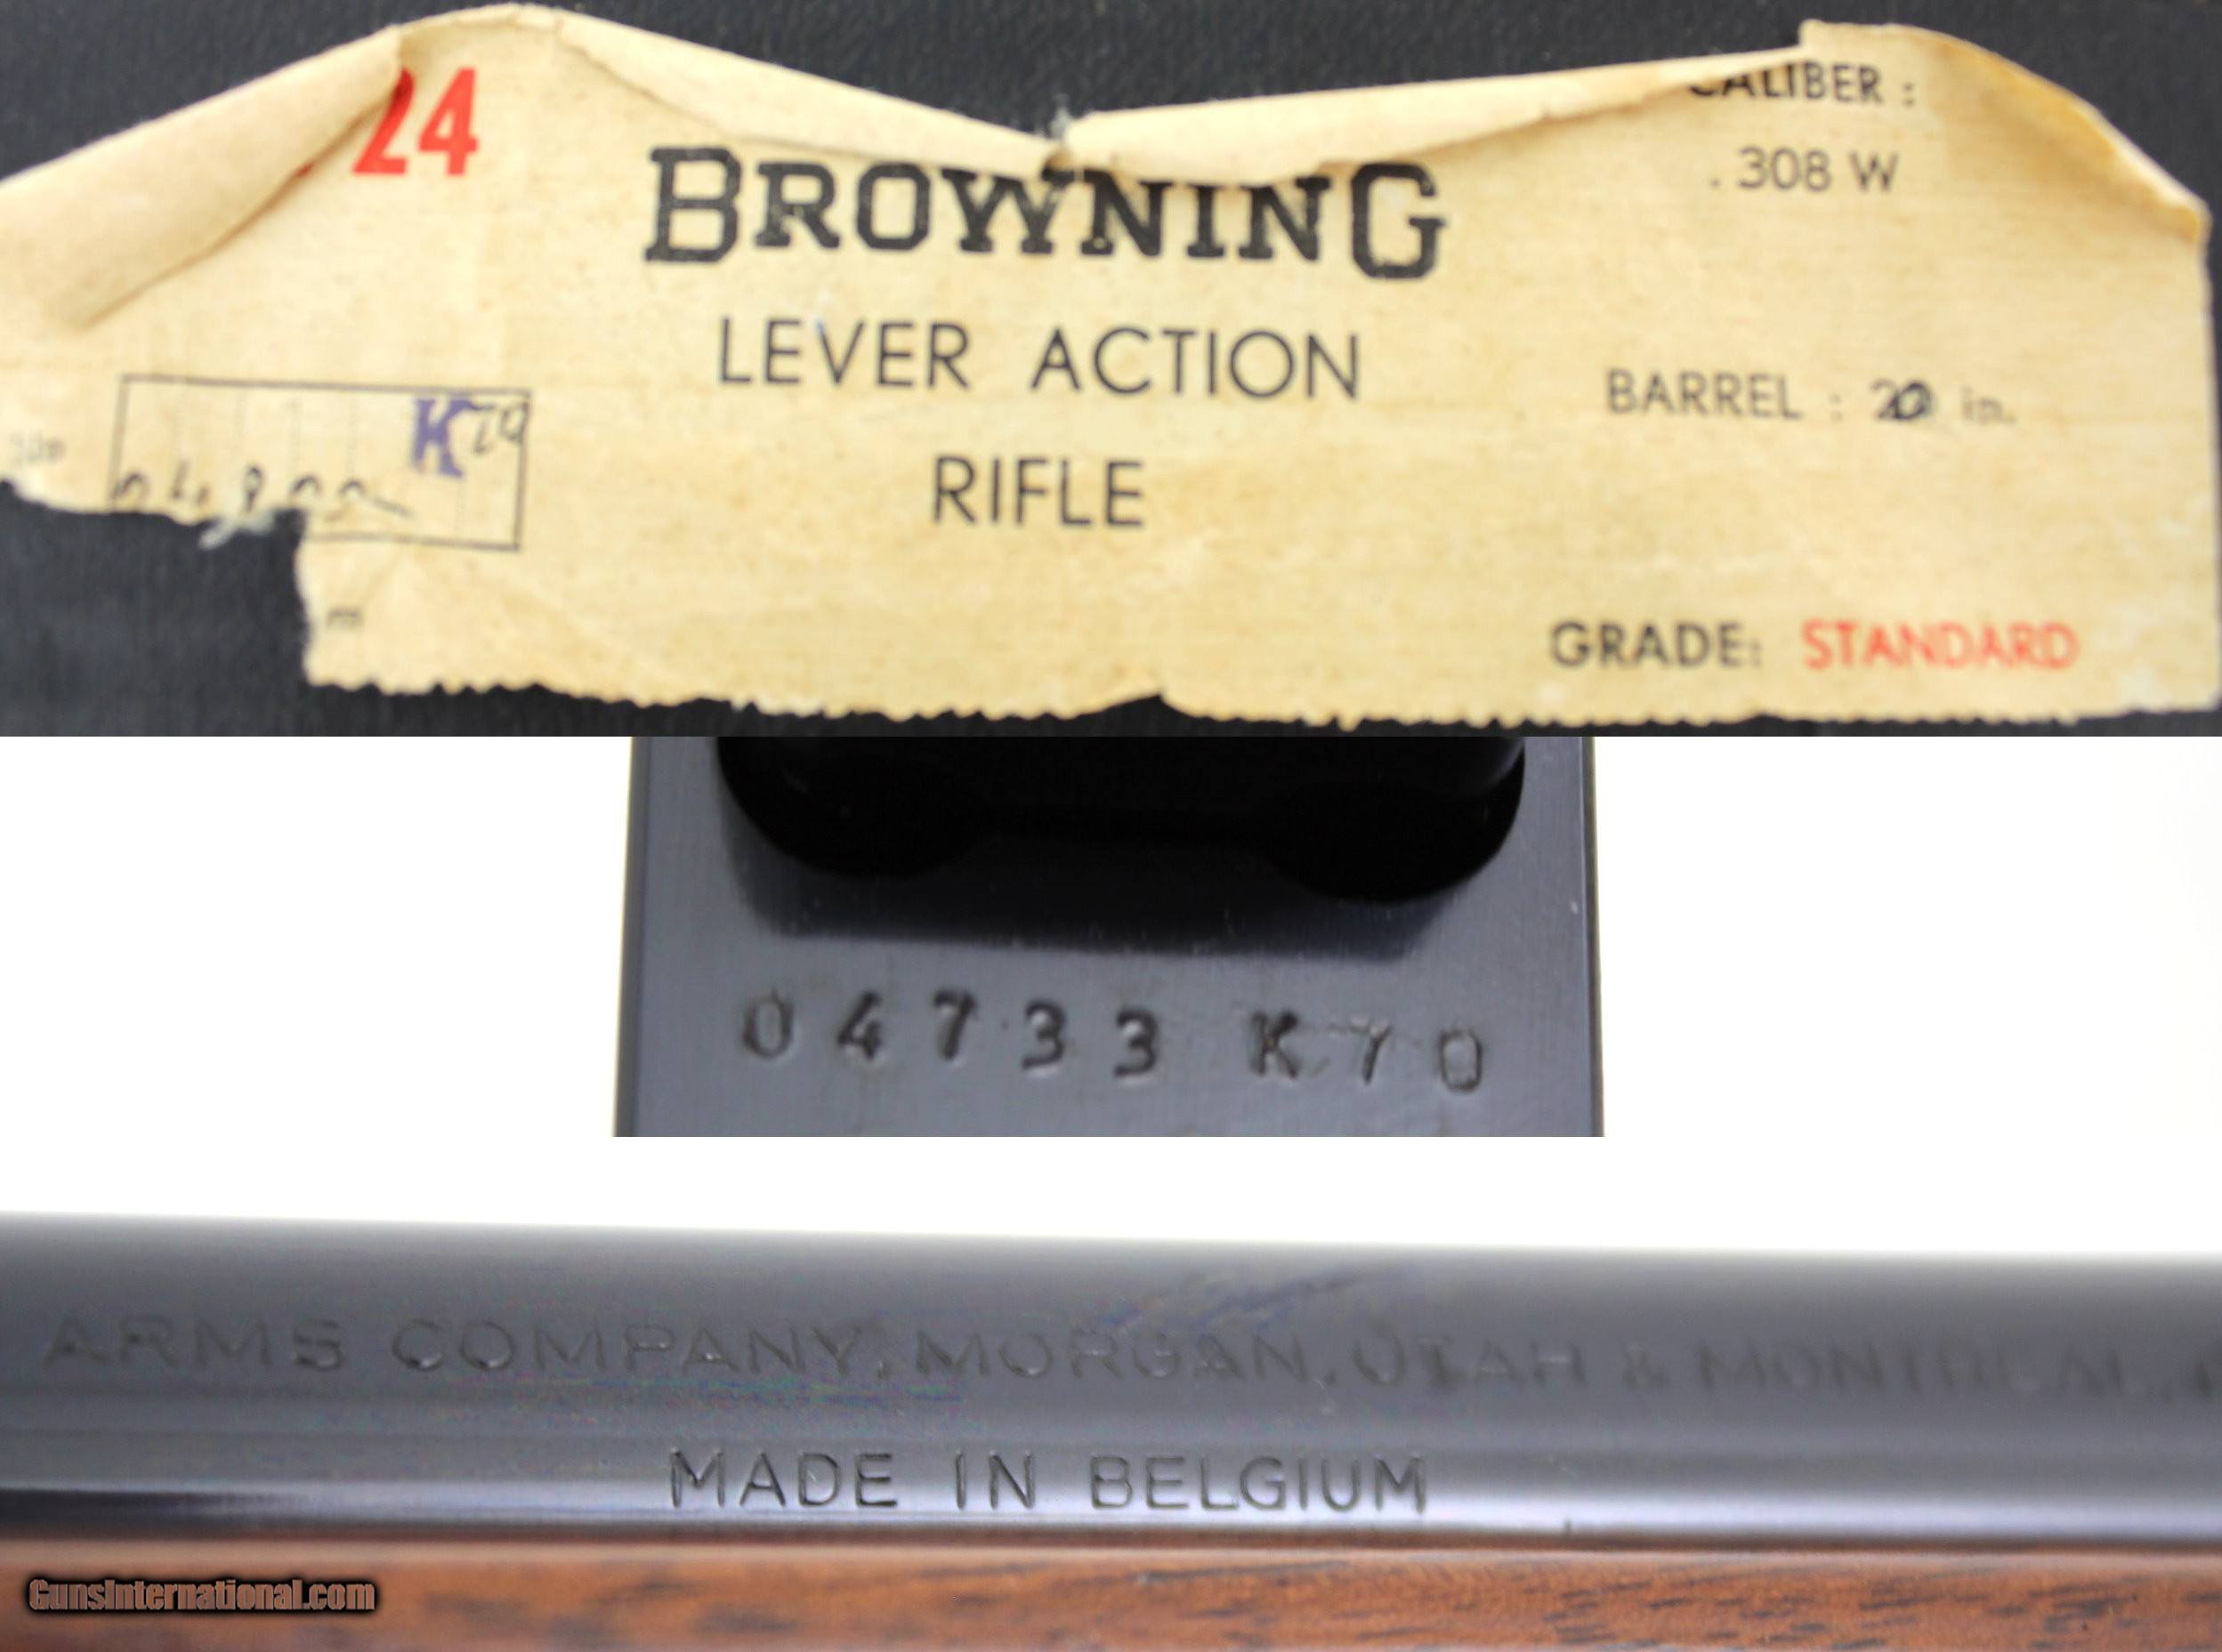 24
CALIBER :
.308 W
BROWNING
LEVER ACTION
RIFLE
BARREL : 20 in.
K70
GRADE: STANDARD
04733 K70
ARMS COMPANY, MORGAN, UTAH & MONTREAL,
MADE IN BELGIUM
GunsInternational.com